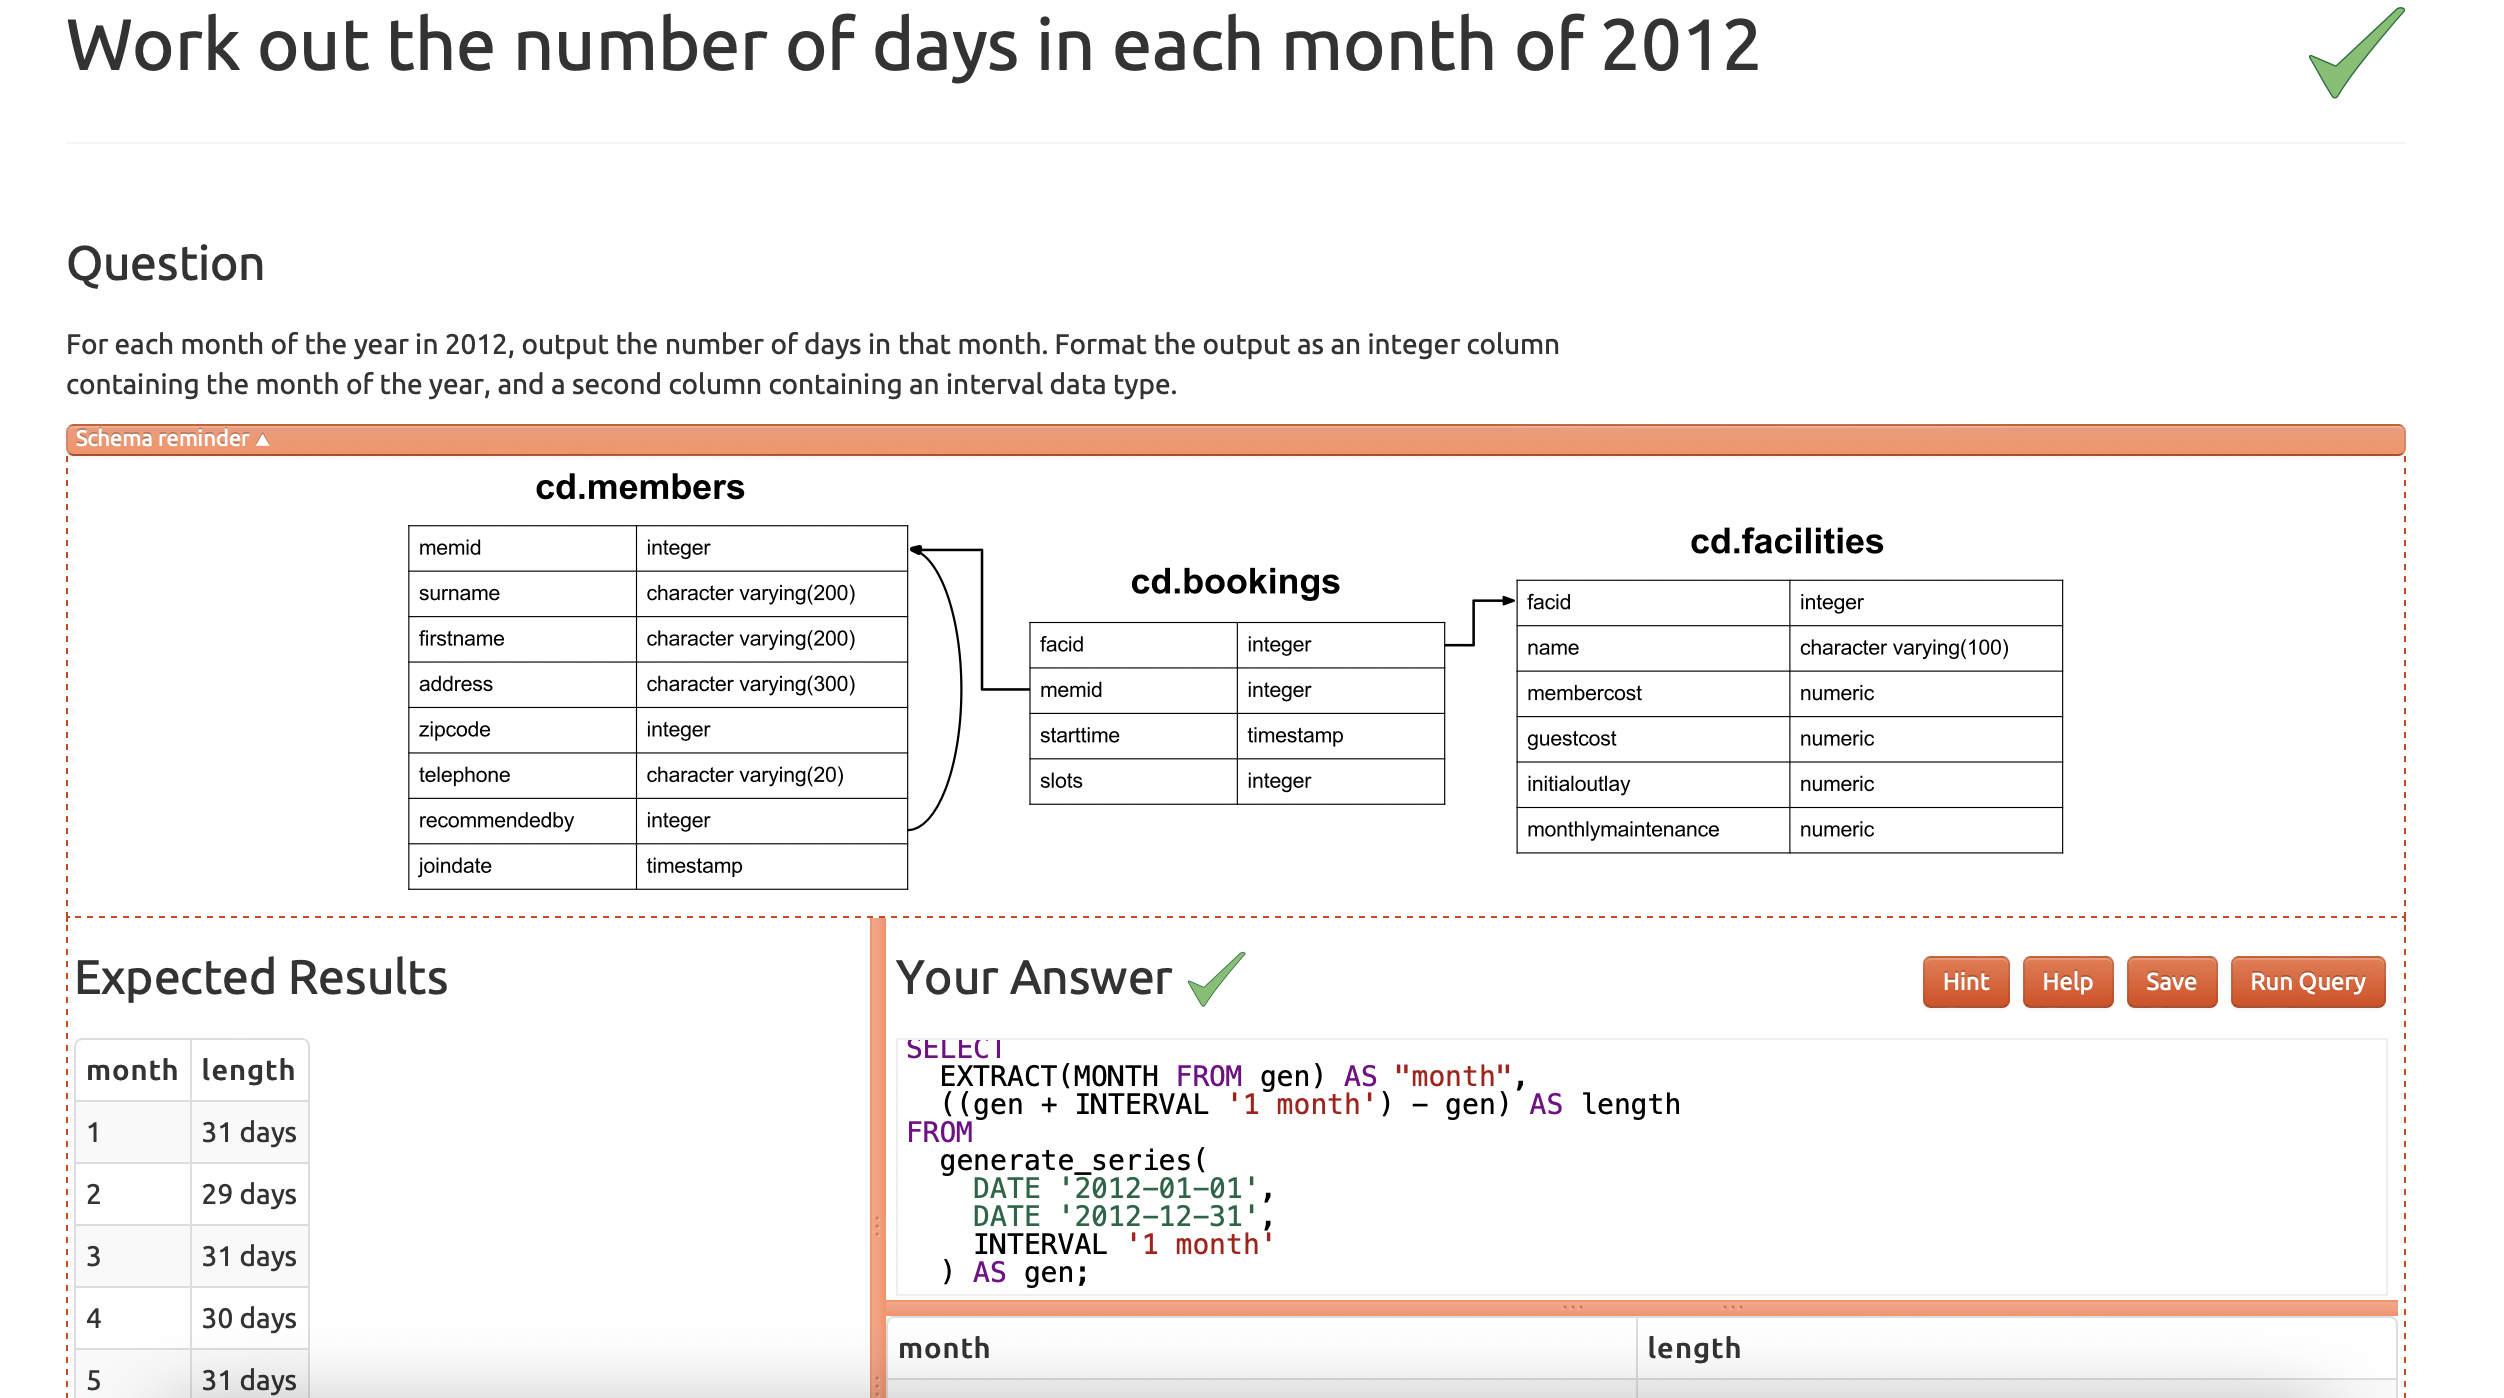 Work out the number of days in each month of 2012
Question
For each month of the year in 2012, output the number of days in that month. Format the output as an integer column
containing the month of the year, and a second column containing an interval data type.
Schema reminder ▲
cd.members
memid integer
surname character varying(200)
firstname character varying(200)
address character varying(300)
zipcode integer
telephone character varying(20)
recommendedby integer
joindate timestamp
cd.bookings
facid integer
memid integer
starttime timestamp
slots integer
cd.facilities
facid integer
name character varying(100)
membercost numeric
guestcost numeric
initialoutlay numeric
monthlymaintenance numeric
Expected Results
month length
1 31 days
2 29 days
3 31 days
4 30 days
5 31 days
Your Answer
Hint Help Save Run Query
SELECT
EXTRACT(MONTH FROM gen) AS "month",
((gen + INTERVAL '1 month') - gen) AS length
FROM
generate_series(
DATE '2012-01-01',
DATE '2012-12-31',
INTERVAL '1 month'
) AS gen;
month length